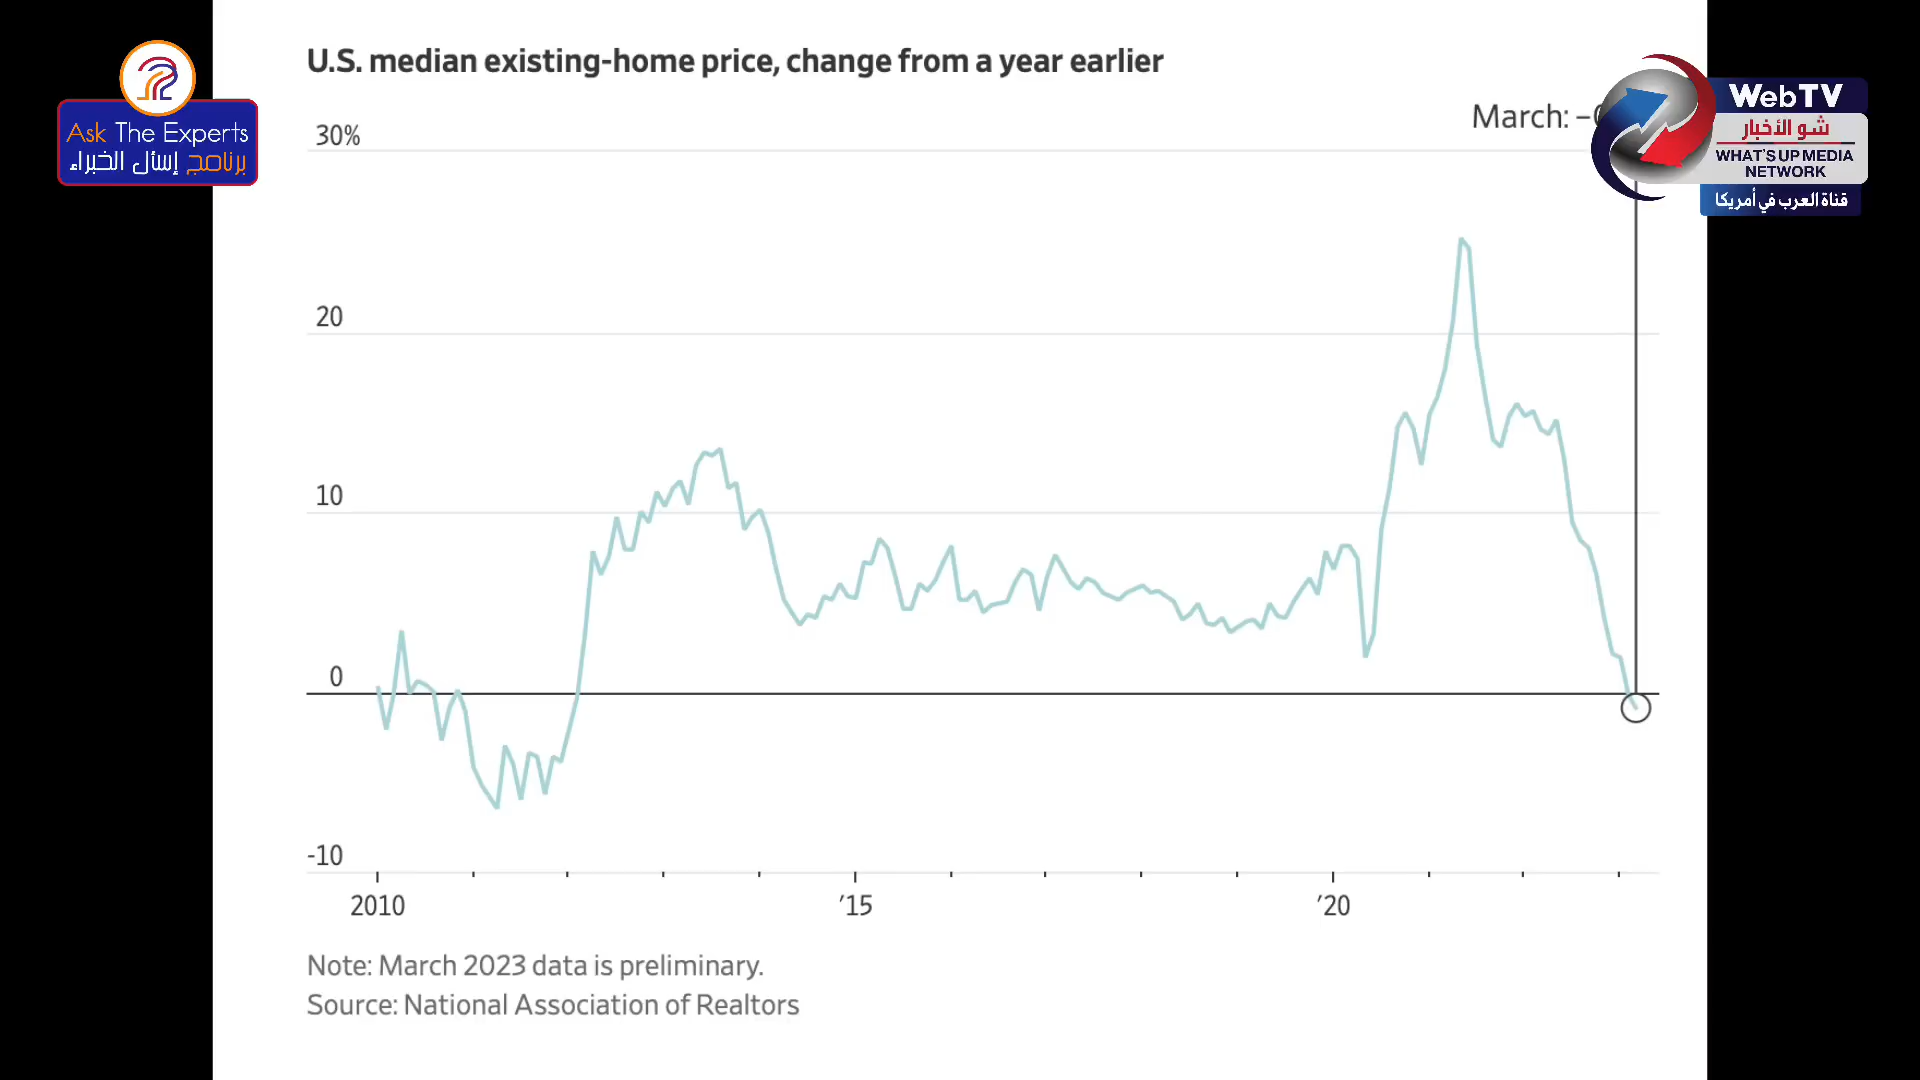 U.S. median existing-home price, change from a year earlier
Ask The Experts
برنامج إسأل الخبراء
March:
WebTV
شو الأخبار
WHAT'S UP MEDIA
NETWORK
قناة العرب في أمريكا
30%
20
10
0
-10
2010 '15 '20
Note: March 2023 data is preliminary.
Source: National Association of Realtors